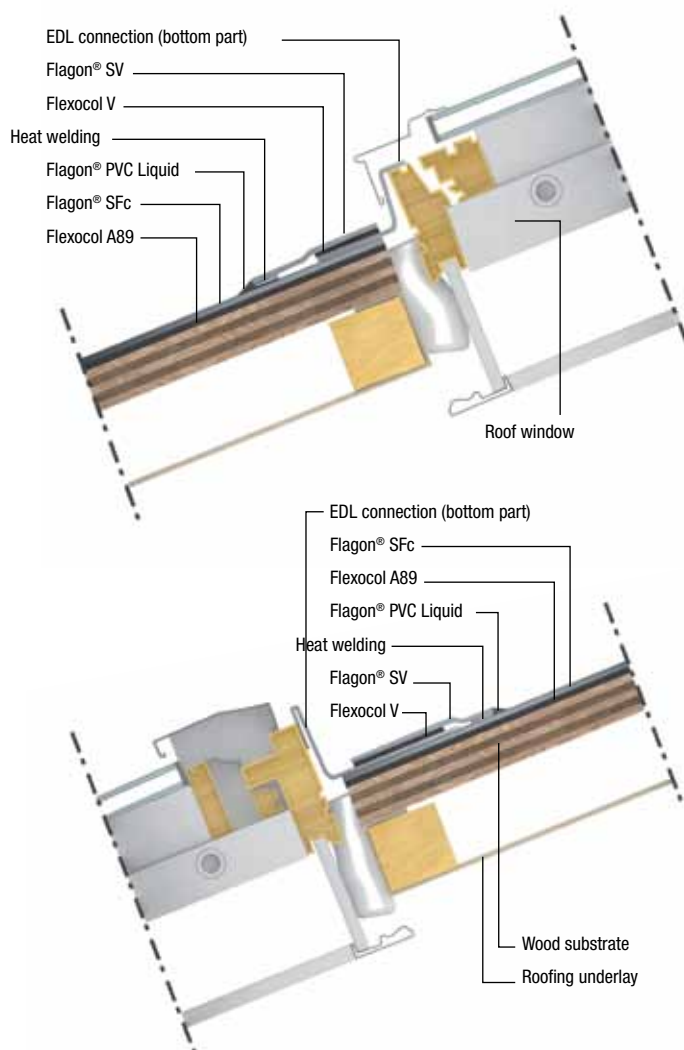 EDL connection (bottom part)
Flagon® SV
Flexocol V
Heat welding
Flagon® PVC Liquid
Flagon® SFc
Flexocol A89
Roof window
EDL connection (bottom part)
Flagon® SFc
Flexocol A89
Flagon® PVC Liquid
Heat welding
Flagon® SV
Flexocol V
Wood substrate
Roofing underlay